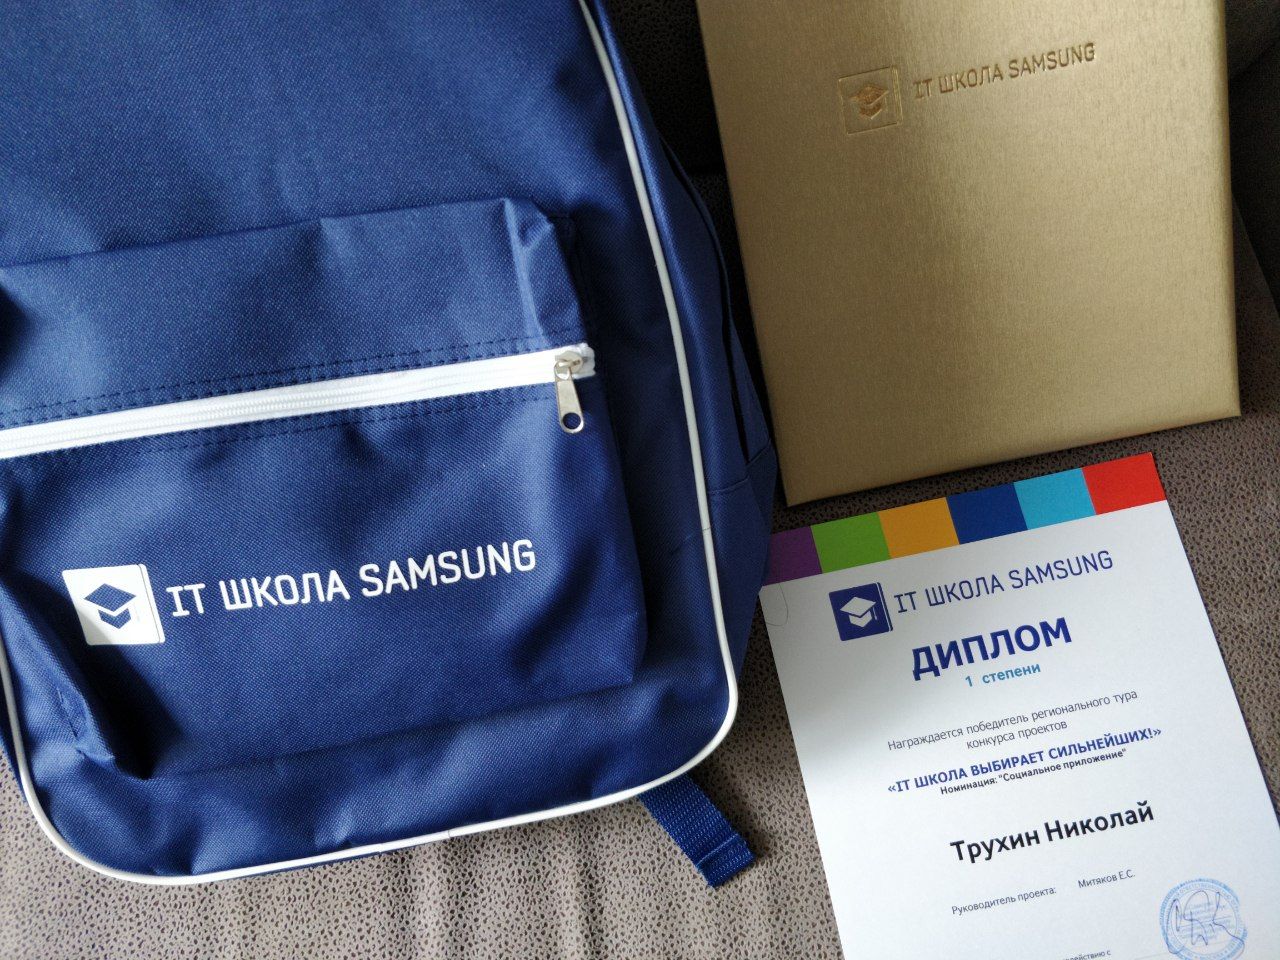 IT ШКОЛА SAMSUNG
IT ШКОЛА SAMSUNG
IT ШКОЛА SAMSUNG
ДИПЛОМ
1 степени
Награждается победитель регионального тура
конкурса проектов
«IT ШКОЛА ВЫБИРАЕТ СИЛЬНЕЙШИХ!»
Номинация: "Социальное приложение"
Трухин Николай
Руководитель проекта: Митяков Е.С.